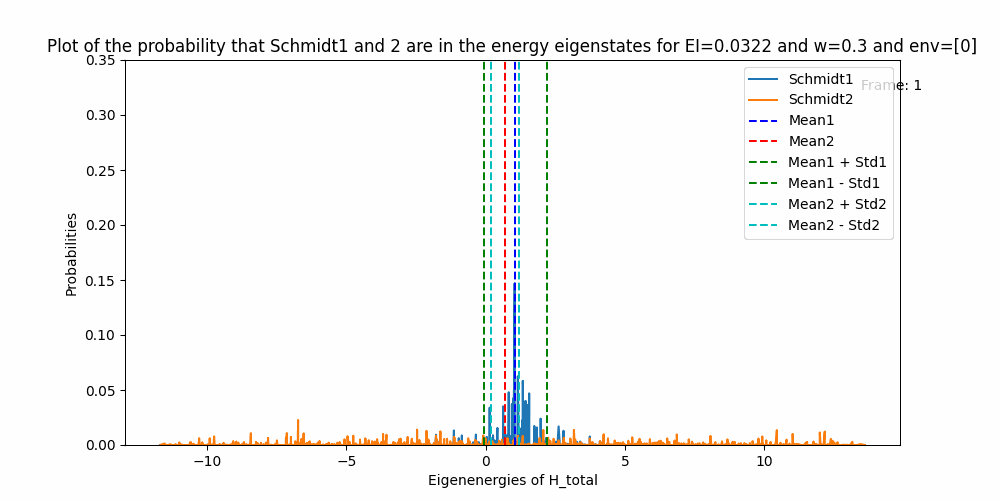 Plot of the probability that Schmidt1 and 2 are in the energy eigenstates for EI=0.0322 and w=0.3 and env=[0]
Frame: 1
Schmidt1
Schmidt2
Mean1
Mean2
Mean1 + Std1
Mean1 - Std1
Mean2 + Std2
Mean2 - Std2
Probabilities
0.35
0.30
0.25
0.20
0.15
0.10
0.05
0.00
−10
−5
0
5
10
Eigenenergies of H_total